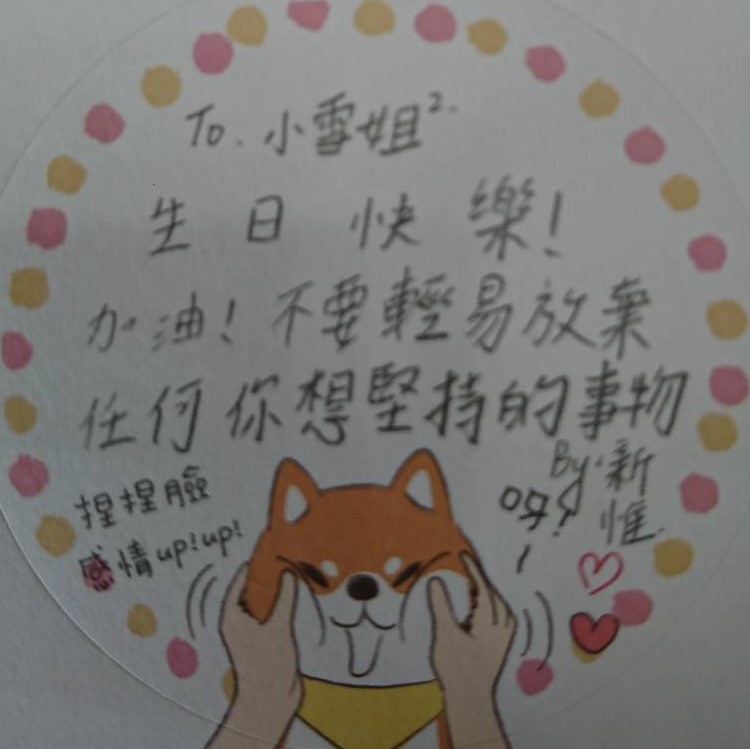 To. 小雪姐².
生日快樂!
加油!不要輕易放棄
任何你想堅持的事物
By.新
惟
捏捏臉
感情up!up!